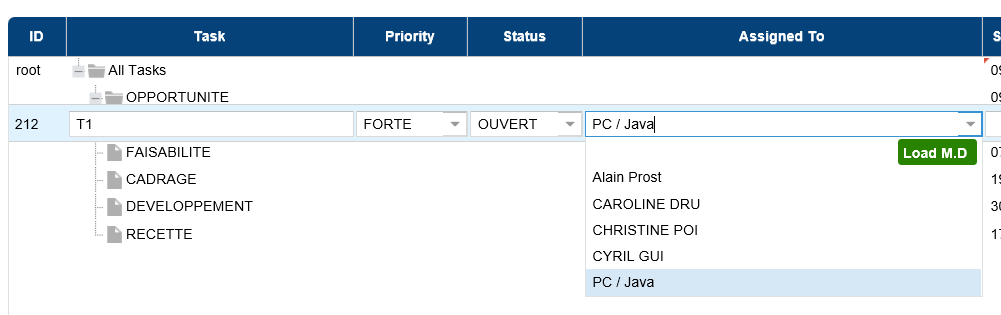 ID Task Priority Status Assigned To S
root All Tasks 09
OPPORTUNITE 09
212 T1 FORTE OUVERT PC / Java
FAISABILITE Load M.D 07
CADRAGE Alain Prost 19
DEVELOPPEMENT CAROLINE DRU 30
RECETTE CHRISTINE POI 17
CYRIL GUI
PC / Java